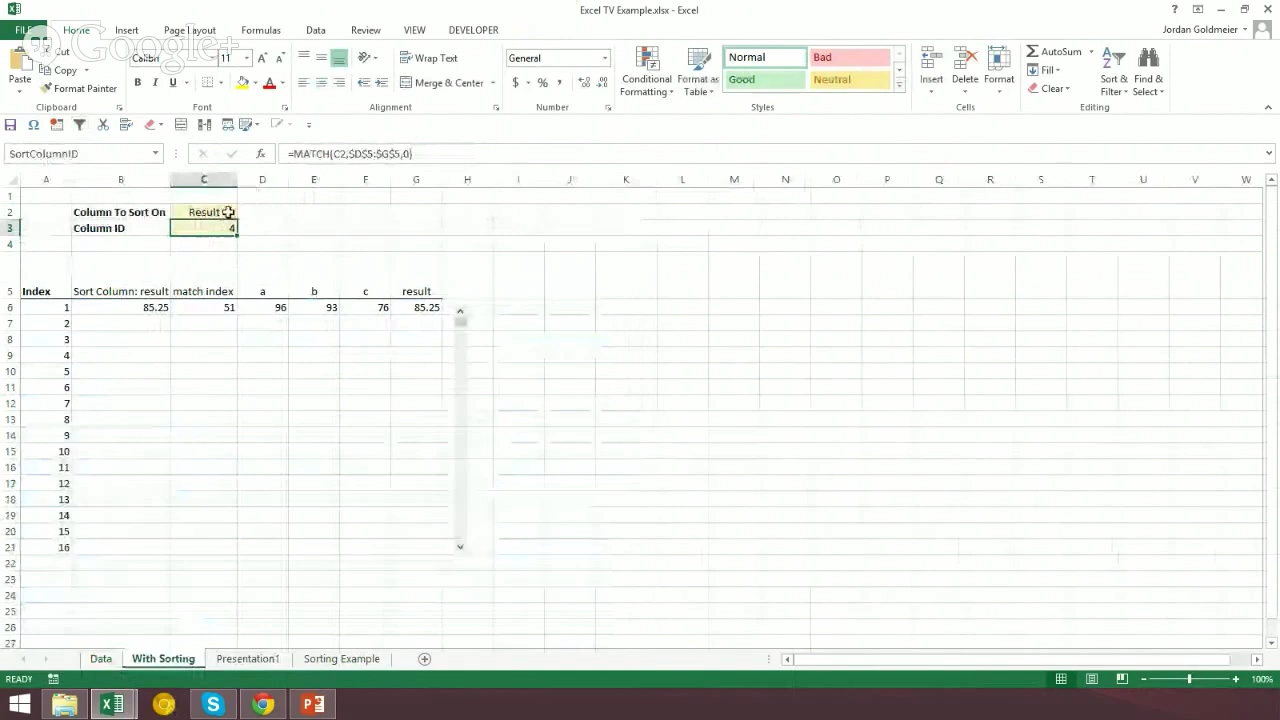 Excel TV Example.xlsx - Excel
FILE Home Insert Page Layout Formulas Data Review VIEW DEVELOPER Jordan Goldmeier
Google+
Paste Cut Copy Format Painter
Calibri 11
Wrap Text
Merge & Center
General
Conditional Formatting
Format as Table
Normal Bad
Good Neutral
Insert Delete Format
AutoSum
Fill
Clear
Sort & Filter
Find & Select
Clipboard Font Alignment Number Styles Cells Editing
SortColumnID =MATCH(C2,$D$5:$G$5,0)
A B C D E F G H I J K L M N O P Q R S T U V W
1
2 Column To Sort On Result
3 Column ID 4
4
5 Index Sort Column: result match index a b c result
6 1 85.25 51 96 93 76 85.25
7 2
8 3
9 4
10 5
11 6
12 7
13 8
14 9
15 10
16 11
17 12
18 13
19 14
20 15
21 16
22
23
24
25
26
27
Data With Sorting Presentation1 Sorting Example
READY 100%